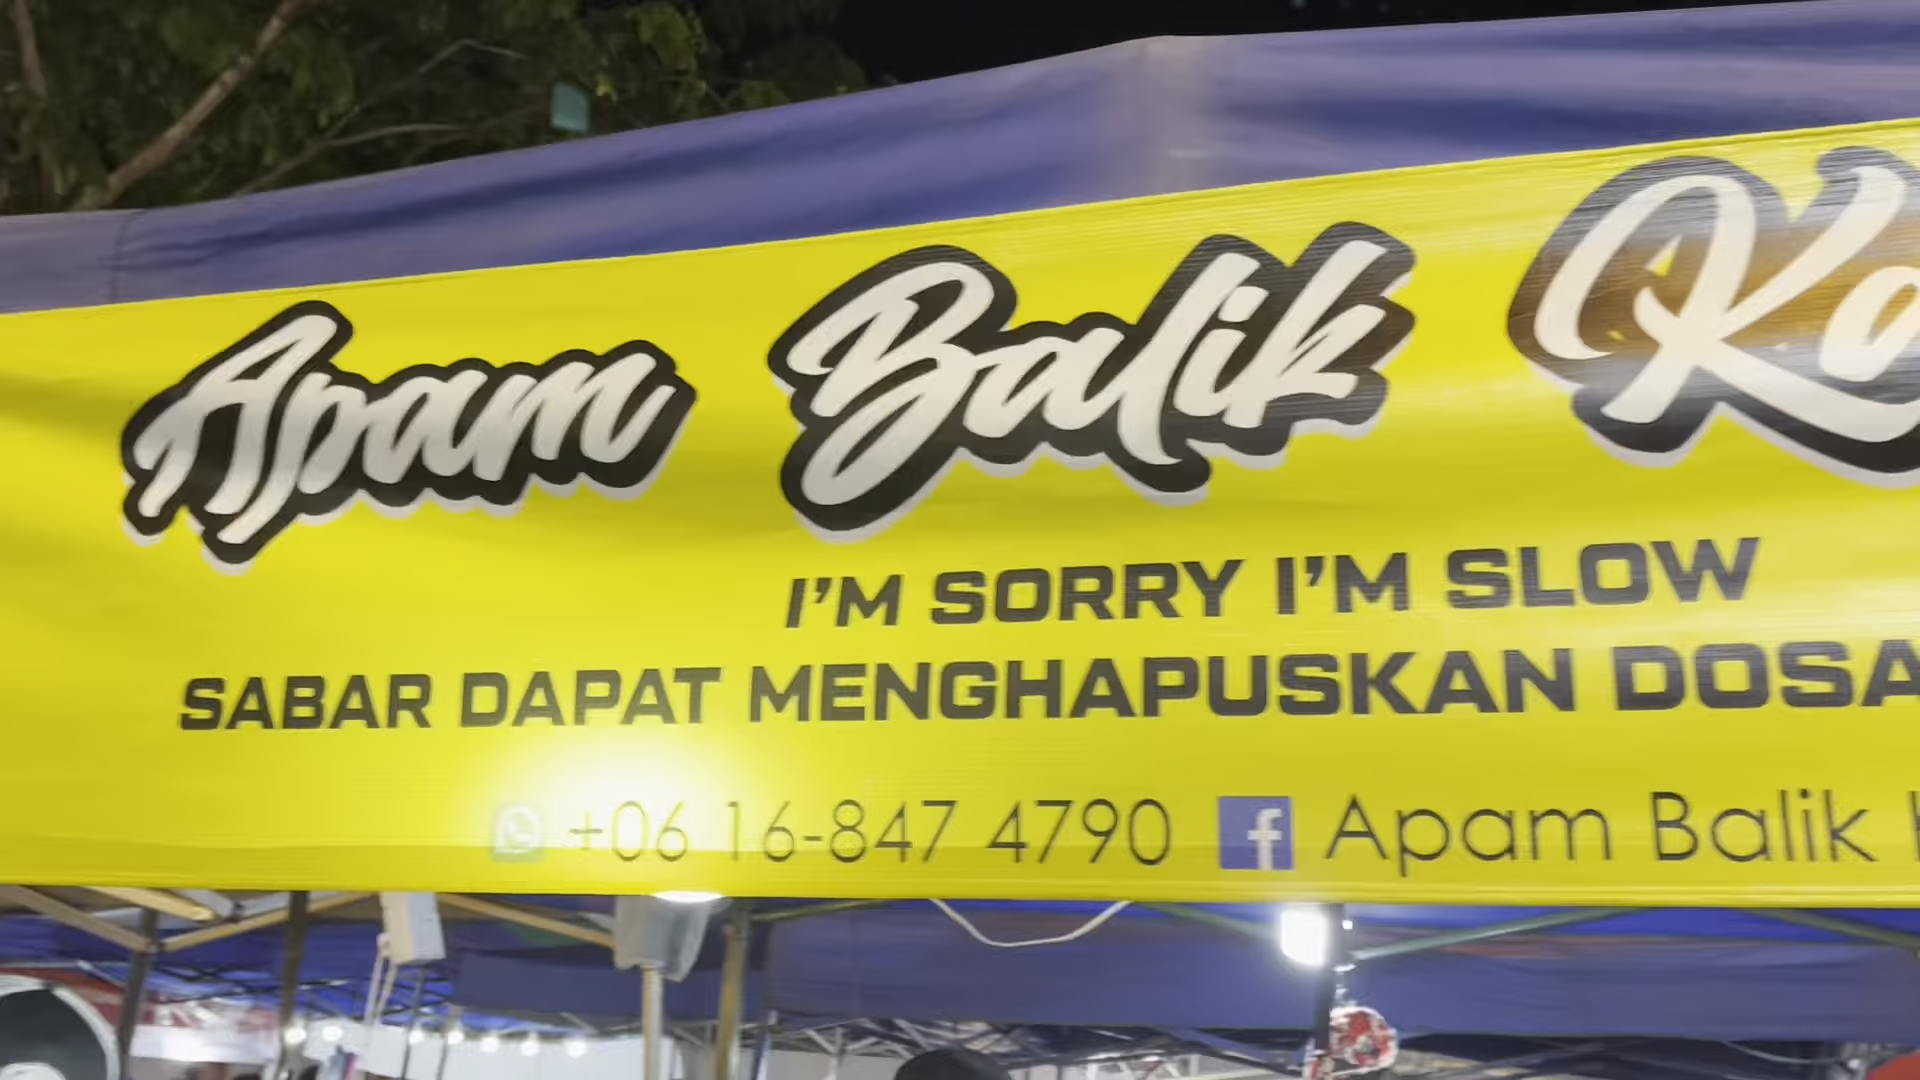 Apam Balik
I'M SORRY I'M SLOW
SABAR DAPAT MENGHAPUSKAN DOSA
+06 16-847 4790 f Apam Balik